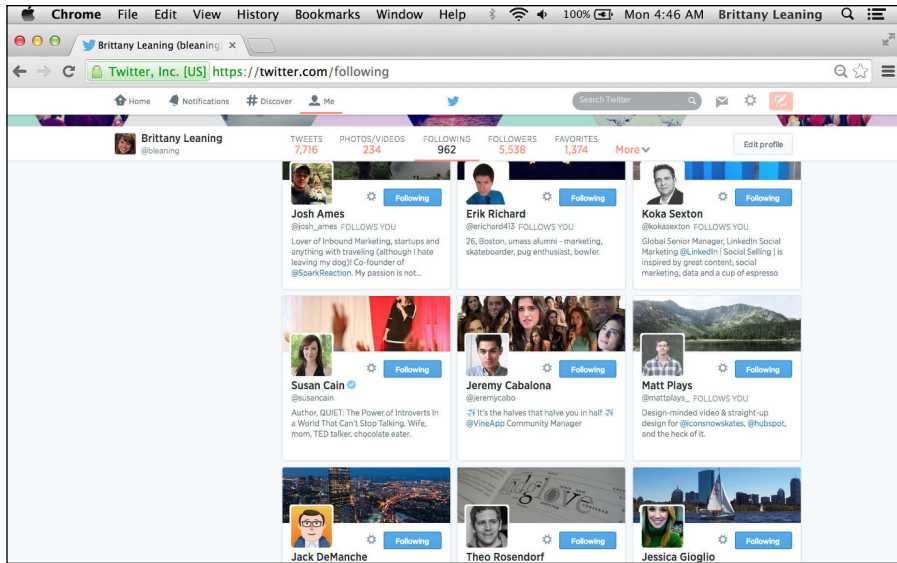 Chrome File Edit View History Bookmarks Window Help 100% Mon 4:46 AM Brittany Leaning
Brittany Leaning (bleaning) ×
Twitter, Inc. [US] https://twitter.com/following
Home Notifications # Discover Me Search Twitter
Brittany Leaning
@bleaning
TWEETS PHOTOS/VIDEOS FOLLOWING FOLLOWERS FAVORITES
7,716 234 962 5,538 1,374 More
Edit profile
Following
Josh Ames
@josh_ames FOLLOWS YOU
Lover of Inbound Marketing, startups and
anything with traveling (although I hate
leaving my dog)! Co-founder of
@SparkReaction. My passion is not...
Following
Erik Richard
@erichard413 FOLLOWS YOU
26, Boston, umass alumni - marketing,
skateboarder, pug enthusiast, bowler.
Following
Koka Sexton
@kokasexton FOLLOWS YOU
Global Senior Manager, LinkedIn Social
Marketing @LinkedIn | Social Selling | is
inspired by great content, social
marketing, data and a cup of espresso
Following
Susan Cain
@susancain
Author, QUIET: The Power of Introverts In
a World That Can't Stop Talking. Wife,
mom, TED talker, chocolate eater.
Following
Jeremy Cabalona
@jeremycabo
It's the halves that halve you in half
@VineApp Community Manager
Following
Matt Plays
@mattplays_ FOLLOWS YOU
Design-minded video & straight-up
design for @iconsnowskates, @hubspot,
and the heck of it.
Following
Jack DeManche
glove
Following
Theo Rosendorf
Following
Jessica Gioglio